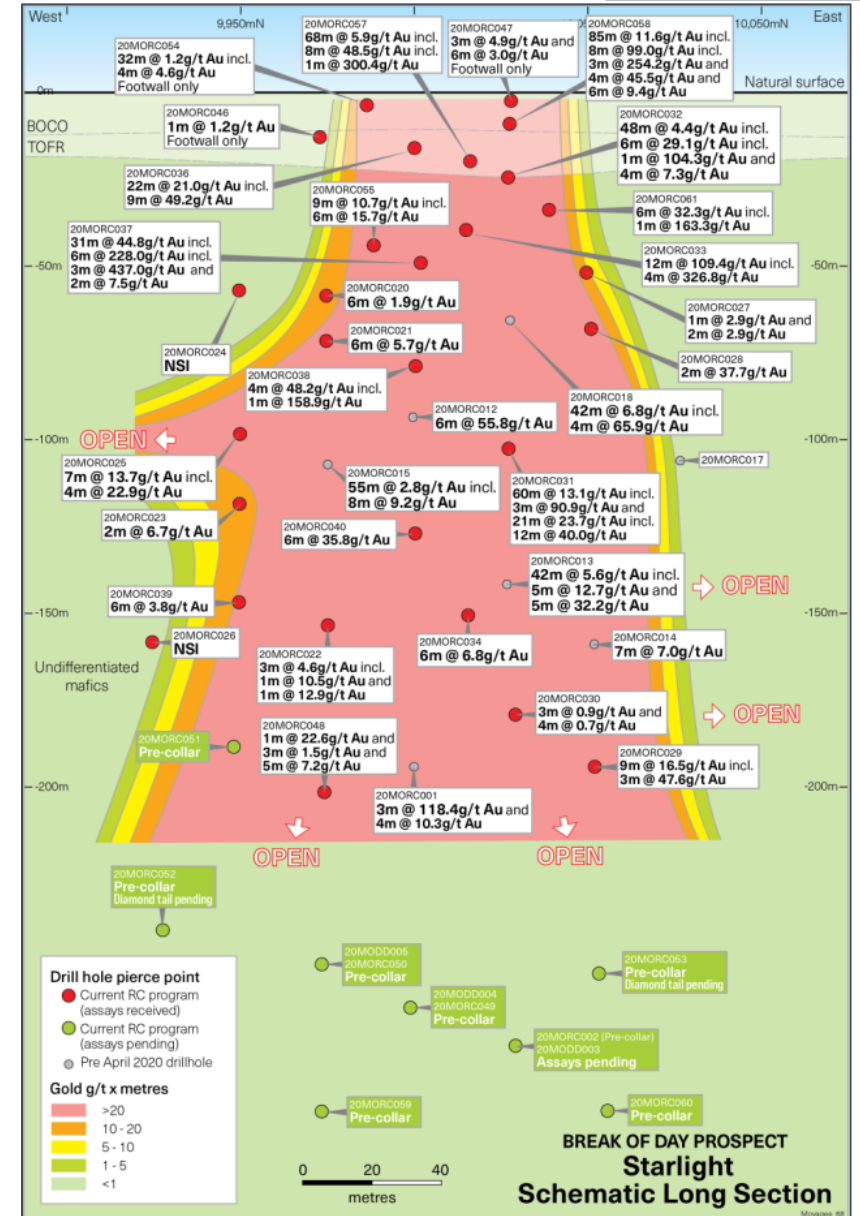 West
9,950mN
10,050mN
East
20MORC054
32m @ 1.2g/t Au incl.
4m @ 4.6g/t Au
Footwall only
20MORC057
68m @ 5.9g/t Au incl.
8m @ 48.5g/t Au incl.
1m @ 300.4g/t Au
20MORC047
3m @ 4.9g/t Au and
6m @ 3.0g/t Au
Footwall only
20MORC058
85m @ 11.6g/t Au incl.
8m @ 99.0g/t Au incl.
3m @ 254.2g/t Au and
4m @ 45.5g/t Au and
6m @ 9.4g/t Au
Natural surface
0m
20MORC046
1m @ 1.2g/t Au
Footwall only
BOCO
TOFR
20MORC032
48m @ 4.4g/t Au incl.
6m @ 29.1g/t Au incl.
1m @ 104.3g/t Au and
4m @ 7.3g/t Au
20MORC036
22m @ 21.0g/t Au incl.
9m @ 49.2g/t Au
20MORC055
9m @ 10.7g/t Au incl.
6m @ 15.7g/t Au
20MORC061
6m @ 32.3g/t Au incl.
1m @ 163.3g/t Au
20MORC037
31m @ 44.8g/t Au incl.
6m @ 228.0g/t Au incl.
3m @ 437.0g/t Au and
2m @ 7.5g/t Au
20MORC033
12m @ 109.4g/t Au incl.
4m @ 326.8g/t Au
-50m
-50m
20MORC020
6m @ 1.9g/t Au
20MORC027
1m @ 2.9g/t Au and
2m @ 2.9g/t Au
20MORC021
6m @ 5.7g/t Au
20MORC024
NSI
20MORC028
2m @ 37.7g/t Au
20MORC038
4m @ 48.2g/t Au incl.
1m @ 158.9g/t Au
20MORC018
42m @ 6.8g/t Au incl.
4m @ 65.9g/t Au
20MORC012
6m @ 55.8g/t Au
-100m
OPEN
-100m
20MORC025
7m @ 13.7g/t Au incl.
4m @ 22.9g/t Au
20MORC017
20MORC015
55m @ 2.8g/t Au incl.
8m @ 9.2g/t Au
20MORC031
60m @ 13.1g/t Au incl.
3m @ 90.9g/t Au and
21m @ 23.7g/t Au incl.
12m @ 40.0g/t Au
20MORC023
2m @ 6.7g/t Au
20MORC040
6m @ 35.8g/t Au
20MORC013
42m @ 5.6g/t Au incl.
5m @ 12.7g/t Au and
5m @ 32.2g/t Au
OPEN
20MORC039
6m @ 3.8g/t Au
-150m
-150m
20MORC026
NSI
20MORC034
6m @ 6.8g/t Au
20MORC014
7m @ 7.0g/t Au
Undifferentiated
mafics
20MORC022
3m @ 4.6g/t Au incl.
1m @ 10.5g/t Au and
1m @ 12.9g/t Au
20MORC030
3m @ 0.9g/t Au and
4m @ 0.7g/t Au
OPEN
20MORC051
Pre-collar
20MORC048
1m @ 22.6g/t Au and
3m @ 1.5g/t Au and
5m @ 7.2g/t Au
20MORC029
9m @ 16.5g/t Au incl.
3m @ 47.6g/t Au
-200m
-200m
20MORC001
3m @ 118.4g/t Au and
4m @ 10.3g/t Au
OPEN
OPEN
20MORC052
Pre-collar
Diamond tail pending
20MODD005
20MORC050
Pre-collar
20MORC053
Pre-collar
Diamond tail pending
20MODD004
20MORC049
Pre-collar
20MORC002 (Pre-collar)
20MODD003
Assays pending
20MORC059
Pre-collar
20MORC060
Pre-collar
Drill hole pierce point
Current RC program
(assays received)
Current RC program
(assays pending)
Pre April 2020 drillhole
Gold g/t x metres
>20
10 - 20
5 - 10
1 - 5
<1
0 20 40
metres
BREAK OF DAY PROSPECT
Starlight
Schematic Long Section